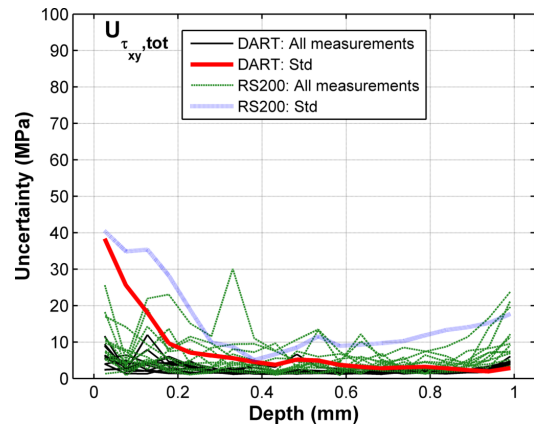 U τxy,tot
DART: All measurements
DART: Std
RS200: All measurements
RS200: Std
Uncertainty (MPa)
100
90
80
70
60
50
40
30
20
10
0
0 0.2 0.4 0.6 0.8 1
Depth (mm)